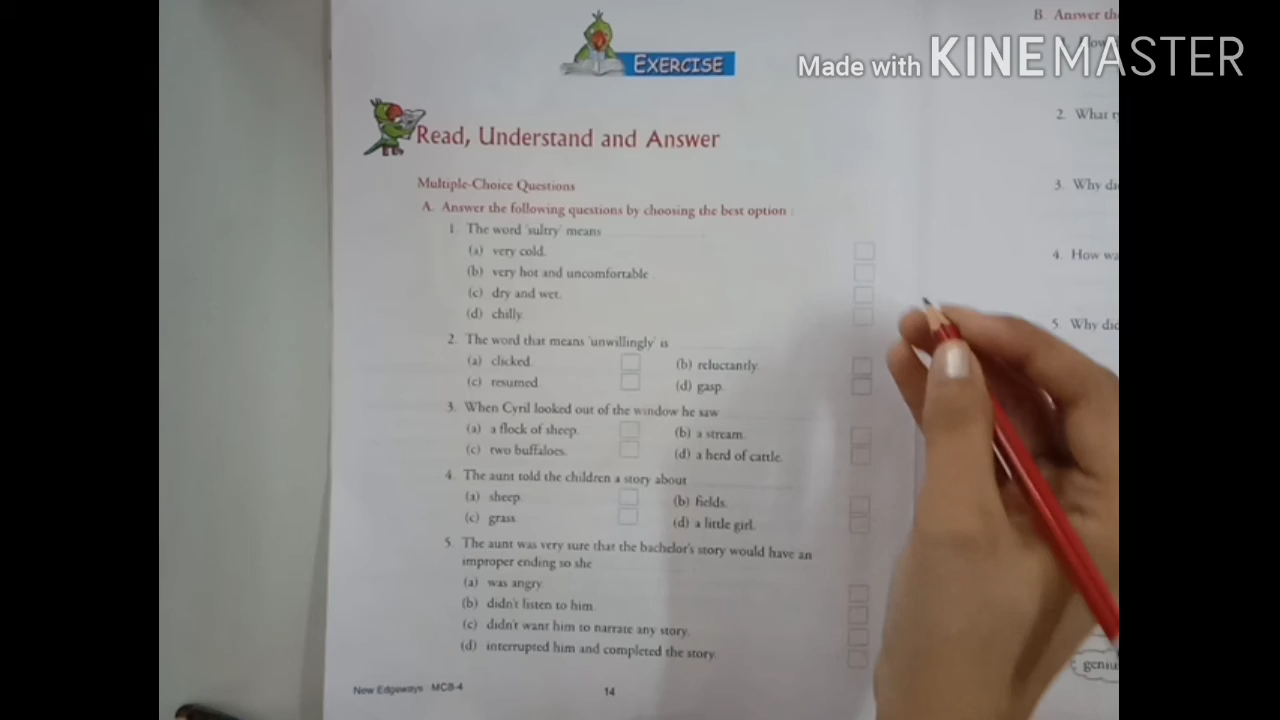 Made with KINEMASTER
EXERCISE
Read, Understand and Answer
Multiple-Choice Questions
A. Answer the following questions by choosing the best option :
1. The word 'sultry' means
(a) very cold.
(b) very hot and uncomfortable
(c) dry and wet.
(d) chilly.
2. The word that means 'unwillingly' is
(a) clicked. (b) reluctantly.
(c) resumed. (d) gasp.
3. When Cyril looked out of the window he saw
(a) a flock of sheep. (b) a stream.
(c) two buffaloes. (d) a herd of cattle.
4. The aunt told the children a story about
(a) sheep. (b) fields.
(c) grass. (d) a little girl.
5. The aunt was very sure that the bachelor's story would have an
improper ending so she
(a) was angry.
(b) didn't listen to him.
(c) didn't want him to narrate any story.
(d) interrupted him and completed the story.
New Edgeways MCB-4
14
B. Answer
2. What
3. Why
4. How
5. Why